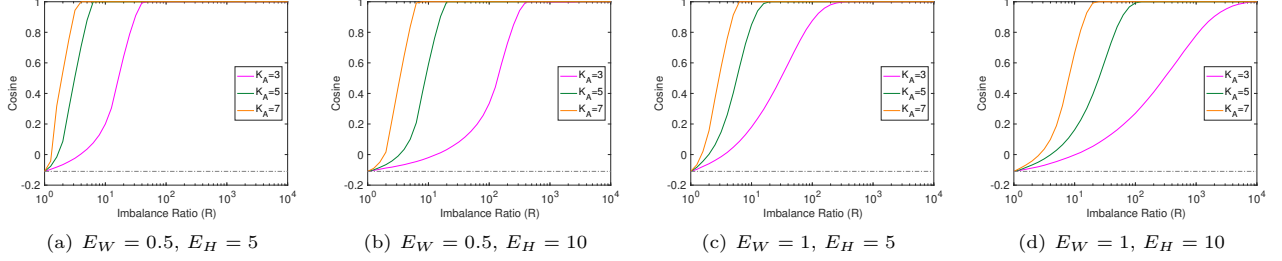 1
0.8
0.6
0.4
0.2
0
-0.2
Cosine
K_A=3
K_A=5
K_A=7
10^0 10^1 10^2 10^3 10^4
Imbalance Ratio (R)
(a) E_W = 0.5, E_H = 5
1
0.8
0.6
0.4
0.2
0
-0.2
Cosine
K_A=3
K_A=5
K_A=7
10^0 10^1 10^2 10^3 10^4
Imbalance Ratio (R)
(b) E_W = 0.5, E_H = 10
1
0.8
0.6
0.4
0.2
0
-0.2
Cosine
K_A=3
K_A=5
K_A=7
10^0 10^1 10^2 10^3 10^4
Imbalance Ratio (R)
(c) E_W = 1, E_H = 5
1
0.8
0.6
0.4
0.2
0
-0.2
Cosine
K_A=3
K_A=5
K_A=7
10^0 10^1 10^2 10^3 10^4
Imbalance Ratio (R)
(d) E_W = 1, E_H = 10